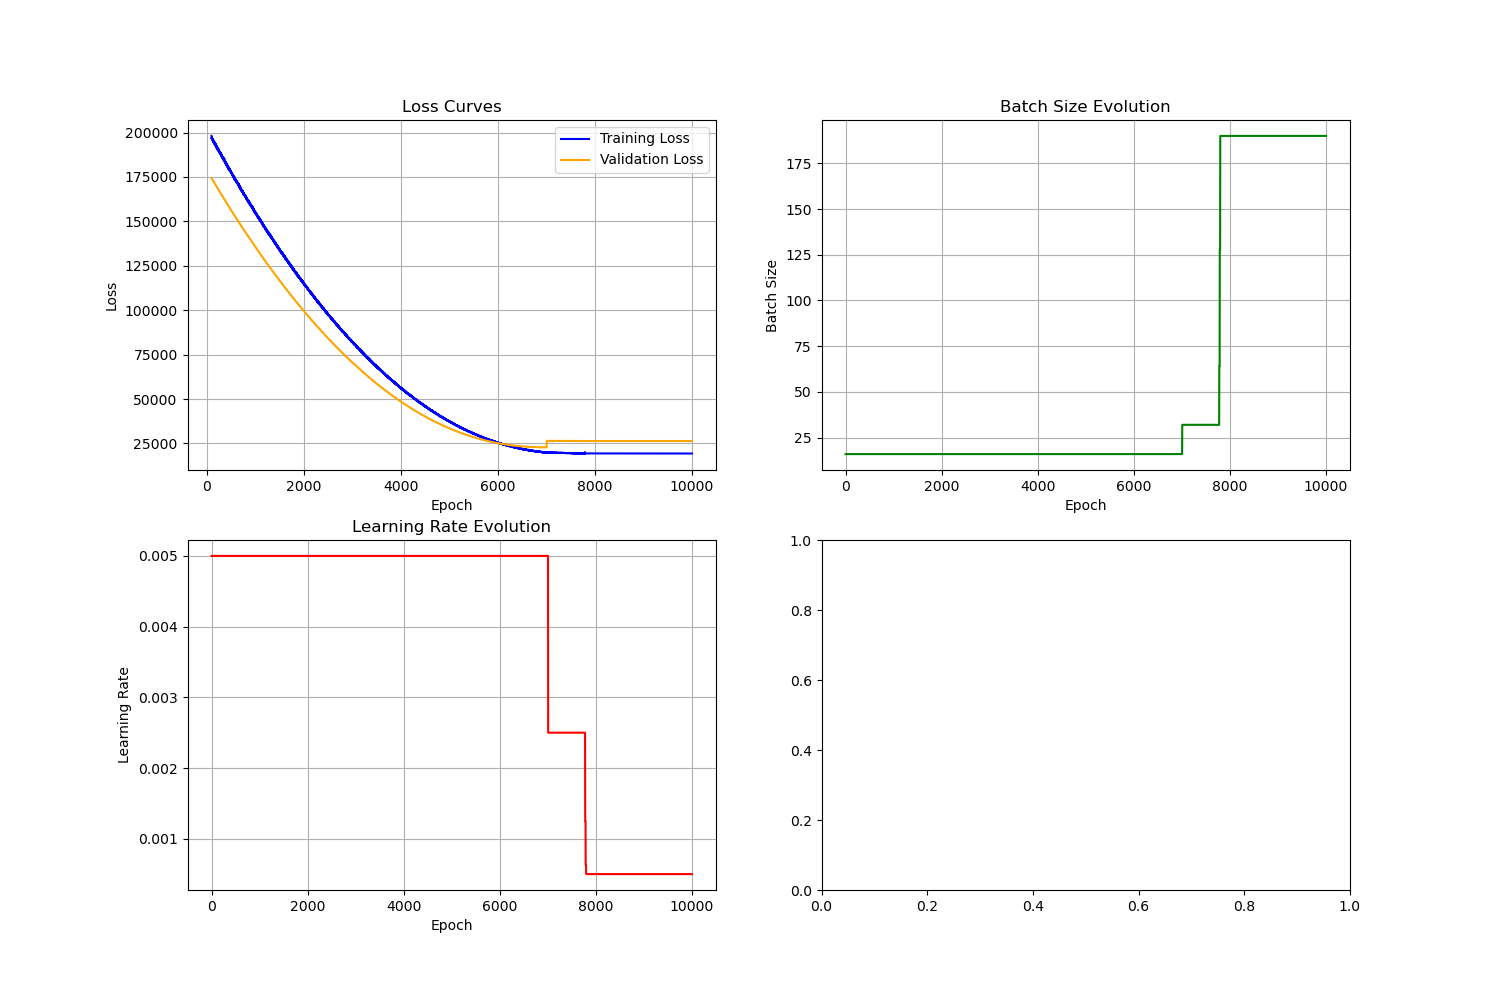 Loss Curves
200000
175000
150000
125000
100000
75000
50000
25000
Loss
Training Loss
Validation Loss
0 2000 4000 6000 8000 10000
Epoch
Batch Size Evolution
175
150
125
100
75
50
25
Batch Size
0 2000 4000 6000 8000 10000
Epoch
Learning Rate Evolution
0.005
0.004
0.003
0.002
0.001
Learning Rate
0 2000 4000 6000 8000 10000
Epoch
1.0
0.8
0.6
0.4
0.2
0.0
0.0 0.2 0.4 0.6 0.8 1.0